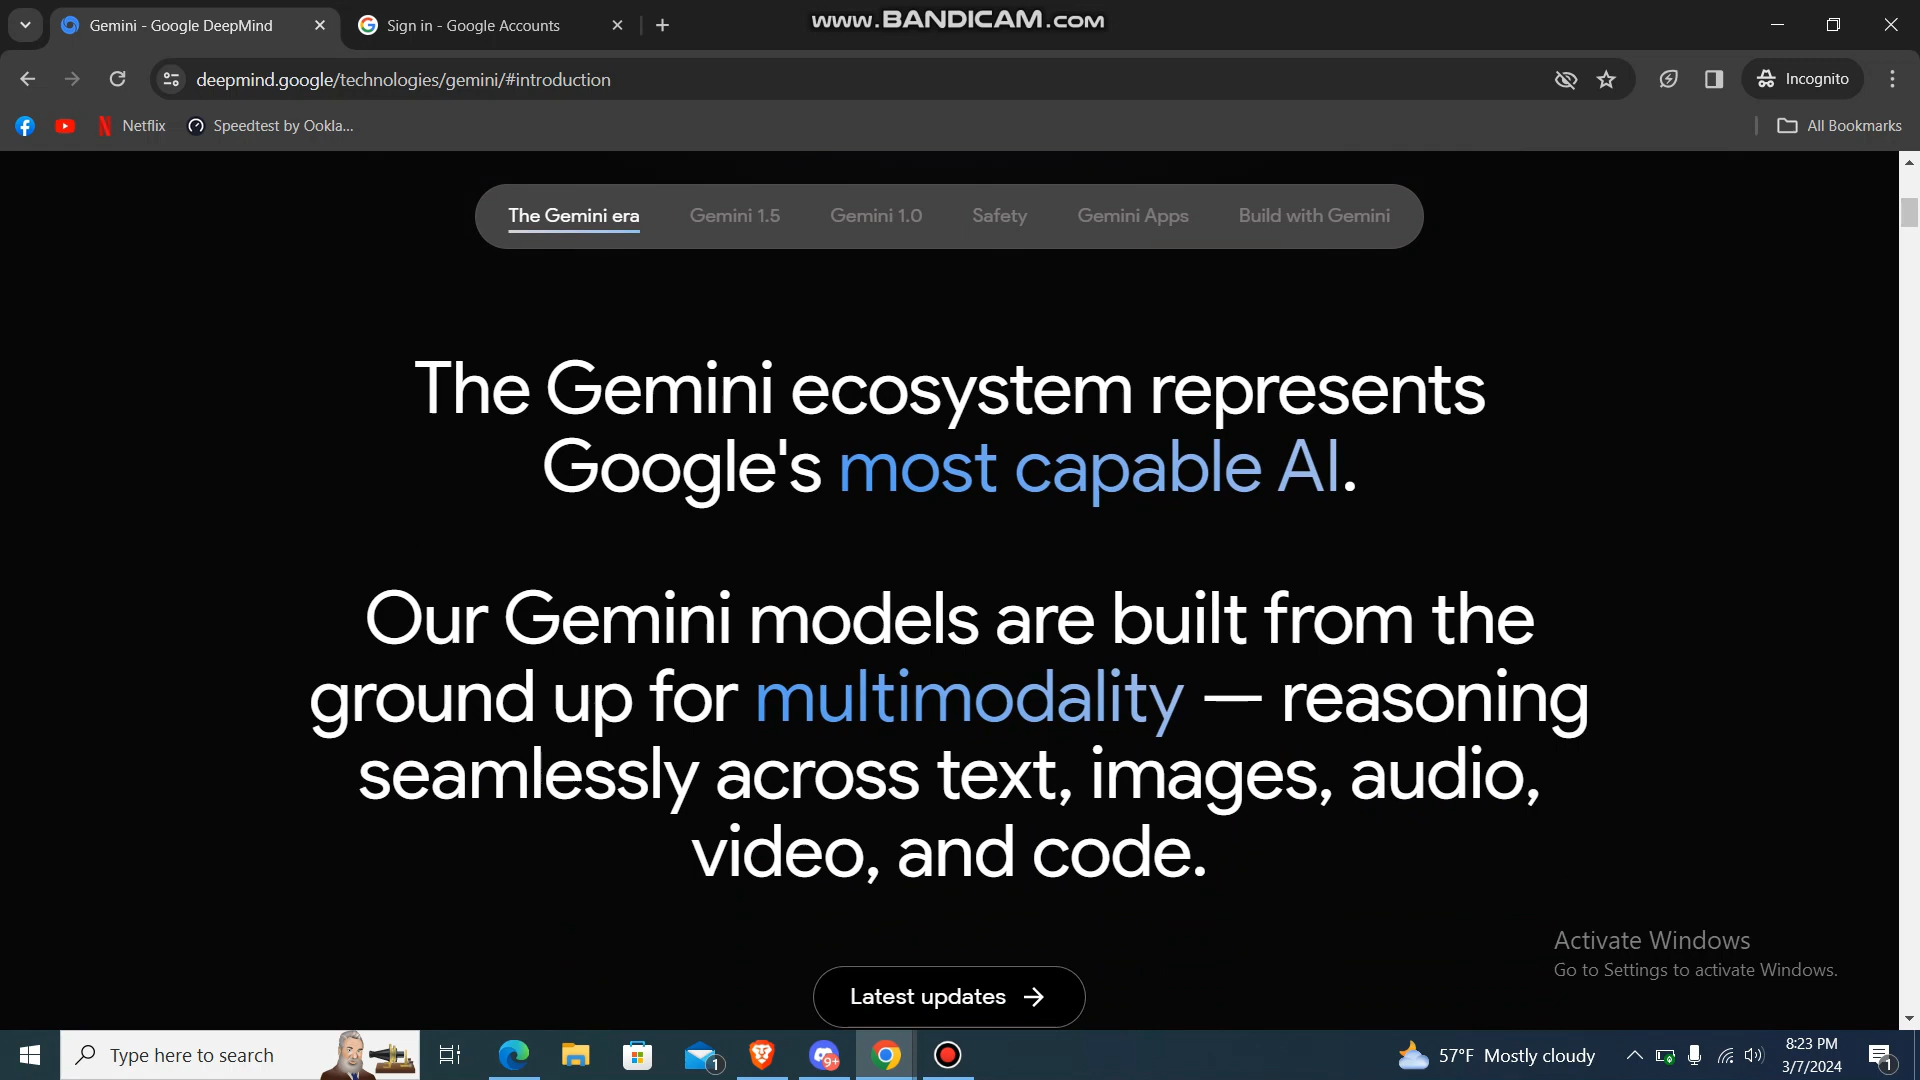 Gemini - Google DeepMind
Sign in - Google Accounts
www.BANDICAM.com
deepmind.google/technologies/gemini/#introduction
Incognito
Netflix
Speedtest by Ookla...
All Bookmarks
The Gemini era
Gemini 1.5
Gemini 1.0
Safety
Gemini Apps
Build with Gemini
The Gemini ecosystem represents
Google's most capable AI.
Our Gemini models are built from the
ground up for multimodality — reasoning
seamlessly across text, images, audio,
video, and code.
Activate Windows
Go to Settings to activate Windows.
Latest updates
Type here to search
1
9+
57°F Mostly cloudy
8:23 PM
3/7/2024
1